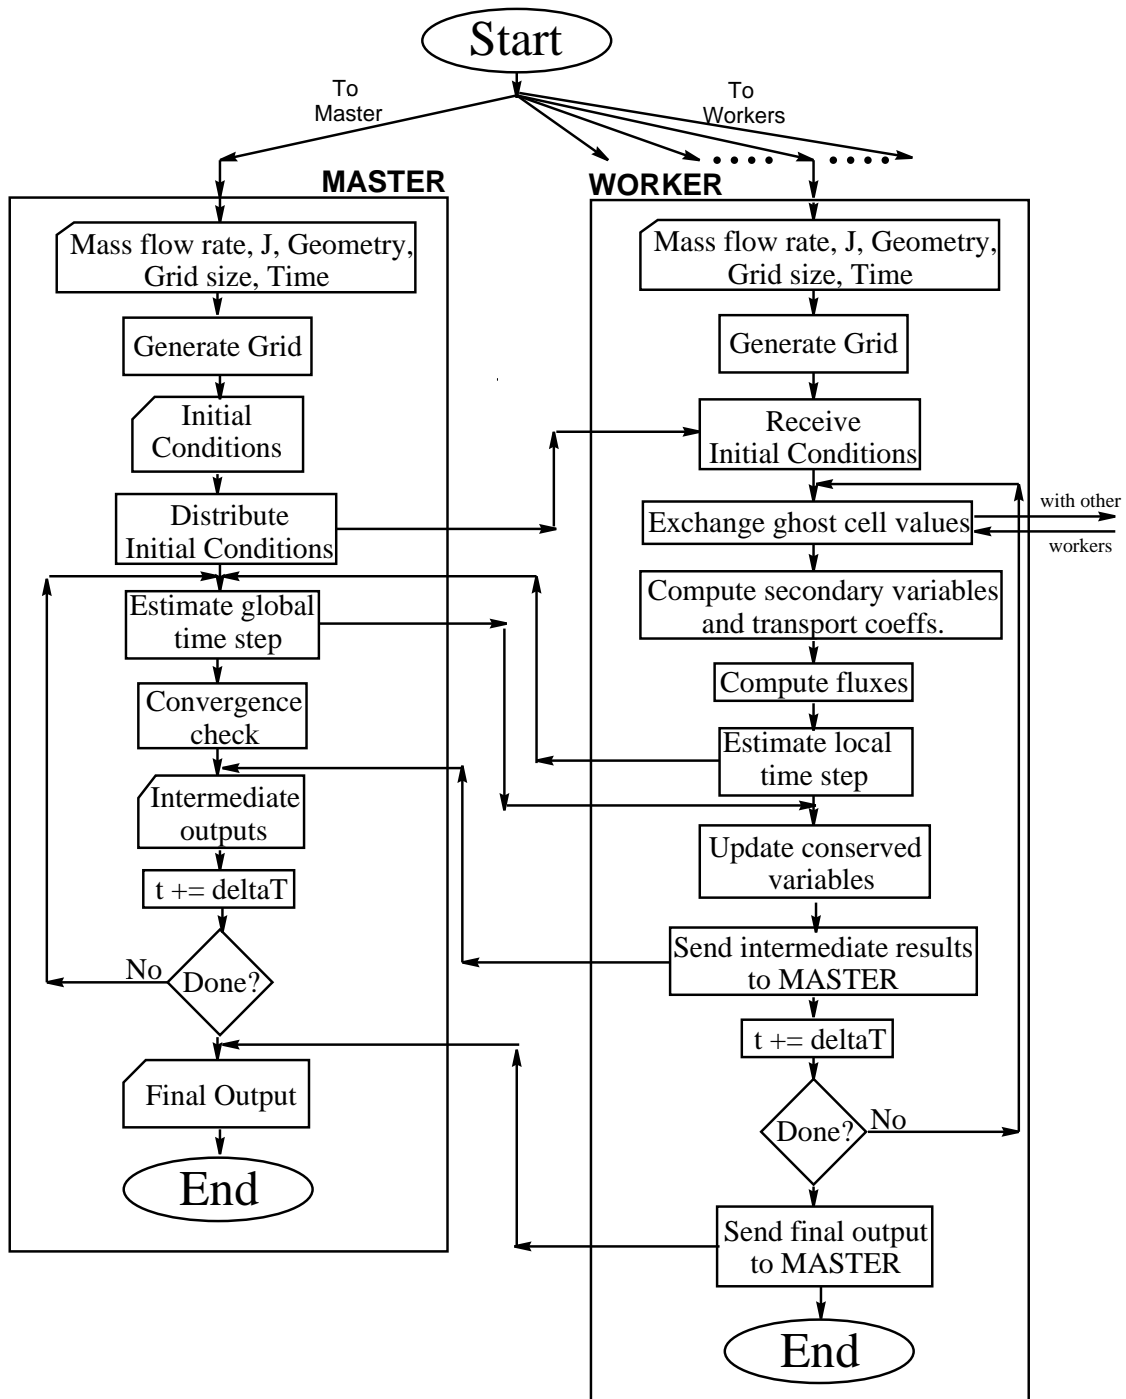 Start
To
Master
To
Workers
MASTER
Mass flow rate, J, Geometry,
Grid size, Time
Generate Grid
Initial
Conditions
Distribute
Initial Conditions
Estimate global
time step
Convergence
check
Intermediate
outputs
t += deltaT
Done?
No
Final Output
End
WORKER
Mass flow rate, J, Geometry,
Grid size, Time
Generate Grid
Receive
Initial Conditions
Exchange ghost cell values
with other
workers
Compute secondary variables
and transport coeffs.
Compute fluxes
Estimate local
time step
Update conserved
variables
Send intermediate results
to MASTER
t += deltaT
Done?
No
Send final output
to MASTER
End